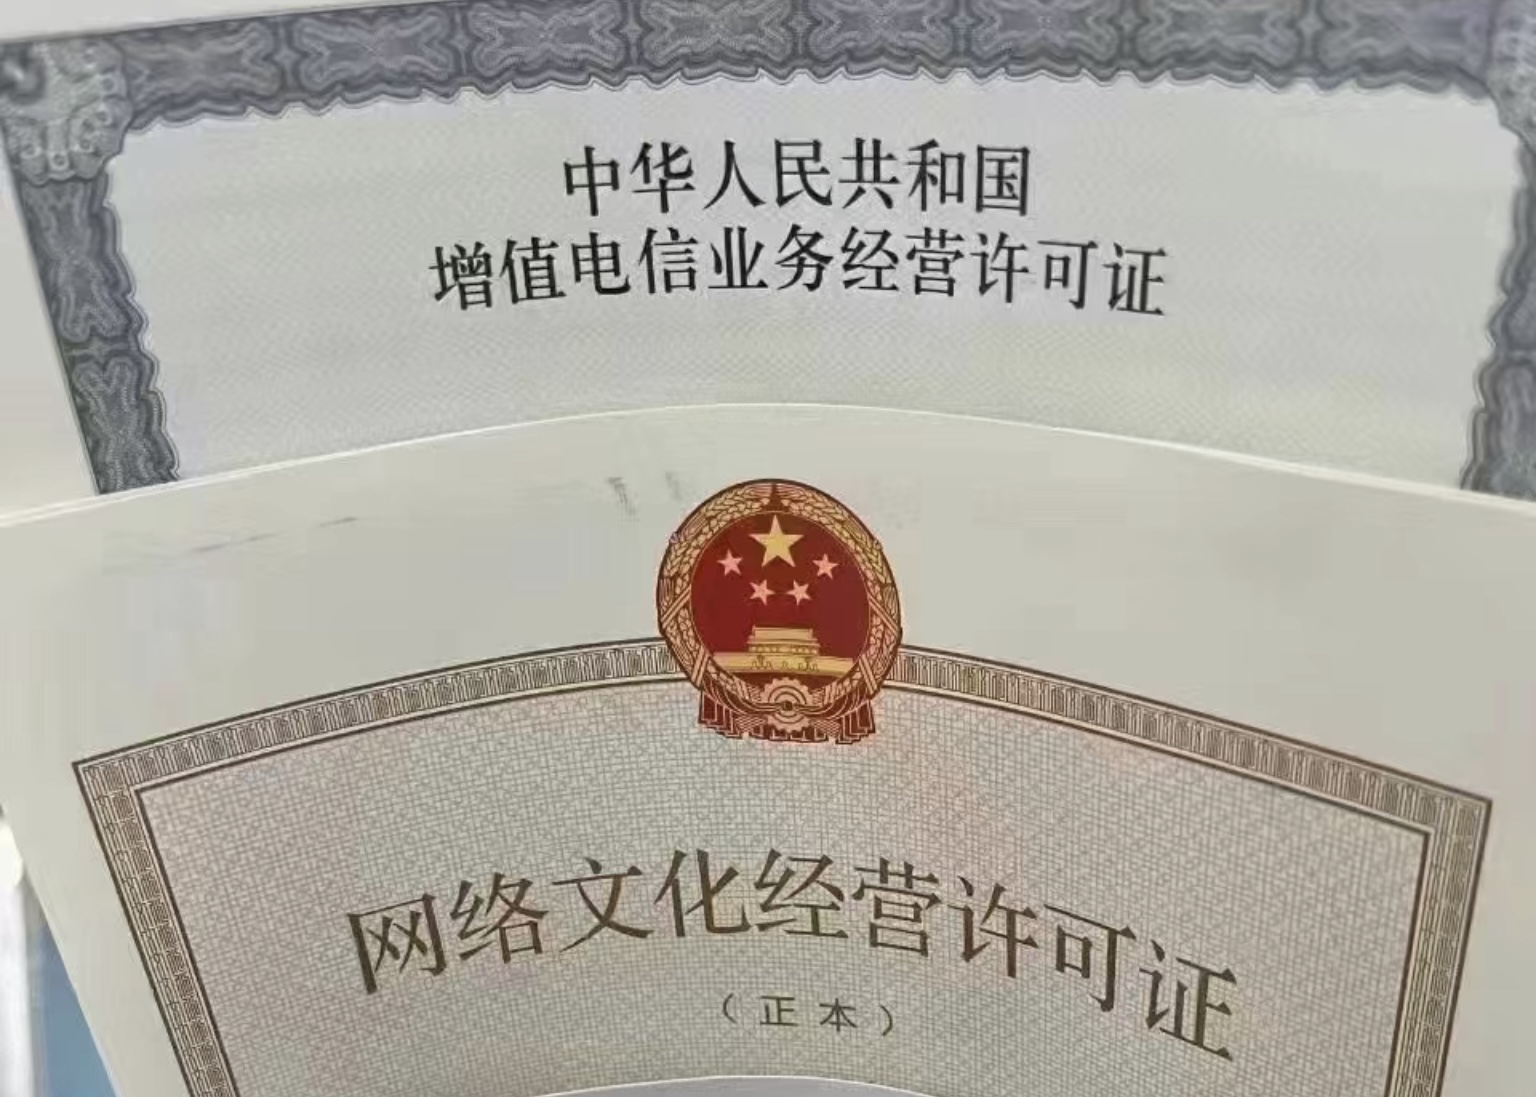 中华人民共和国
增值电信业务经营许可证
网络文化经营许可证
（正本）